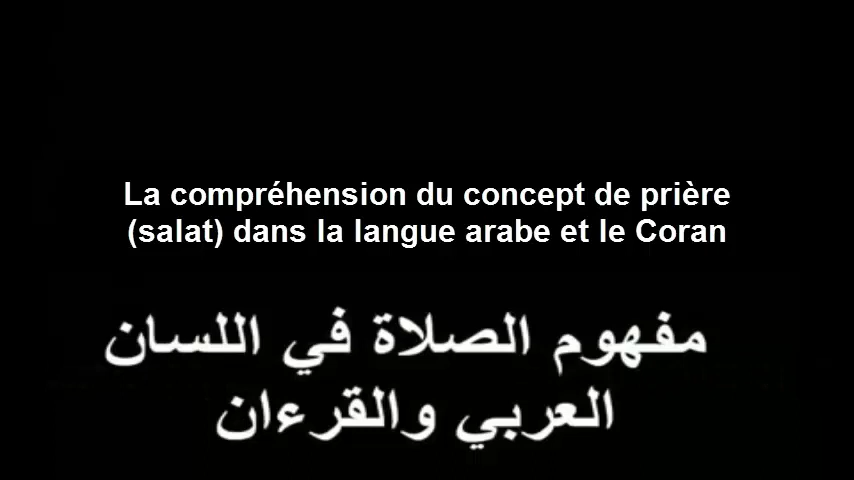 La compréhension du concept de prière
(salat) dans la langue arabe et le Coran
مفهوم الصلاة في اللسان
العربي والقرءان